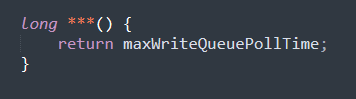 long ***() {
return maxWriteQueuePollTime;
}